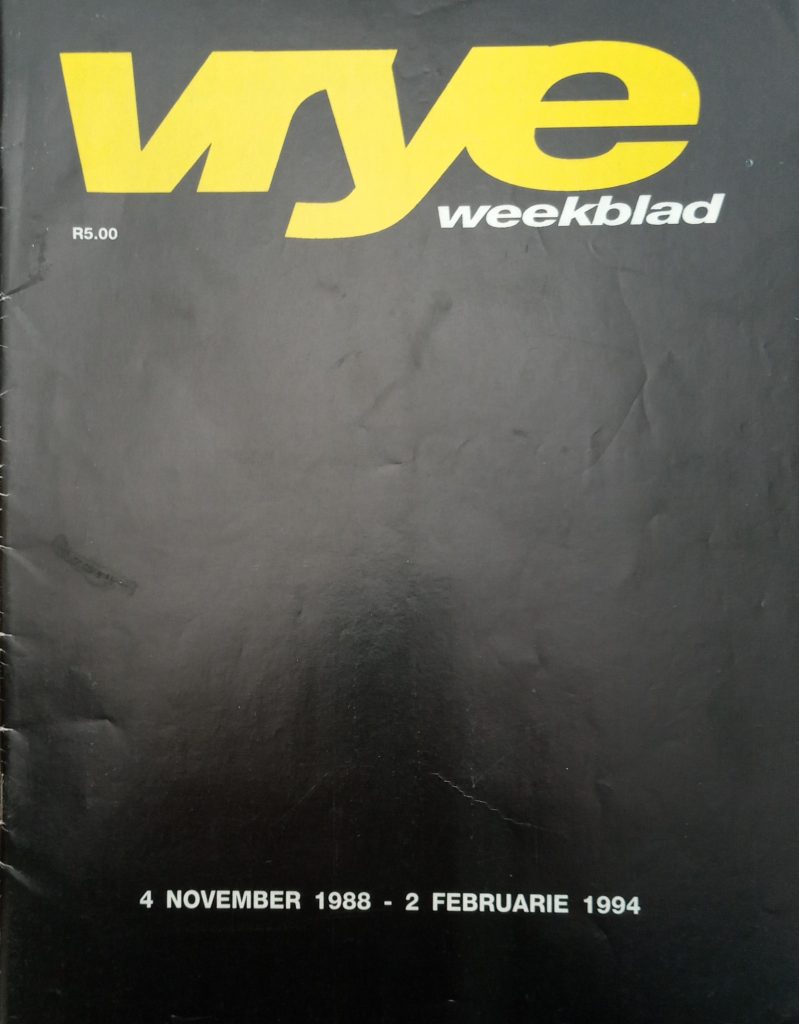 vrye
weekblad
R5.00
4 NOVEMBER 1988 - 2 FEBRUARIE 1994